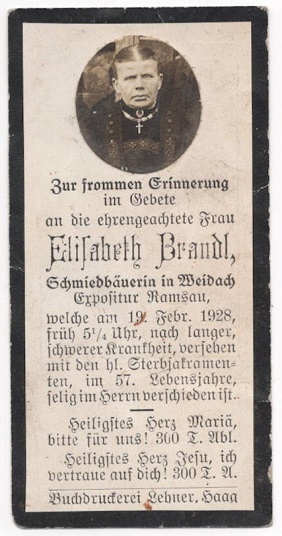 Zur frommen Erinnerung
im Gebete
an die ehrengeachtete Frau
Elisabeth Brandl,
Schmiedbäuerin in Weidach
Expositur Ramsau,
welche am 19. Febr. 1928,
früh 5¼ Uhr, nach langer,
schwerer Krankheit, versehen
mit den hl. Sterbsakramen-
ten, im 57. Lebensjahre,
selig im Herrn verschieden ist.
Heiligstes Herz Mariä,
bitte für uns! 300 T. Abl.
Heiligstes Herz Jesu, ich
vertraue auf dich! 300 T. A.
Buchdruckerei Lehner, Haag